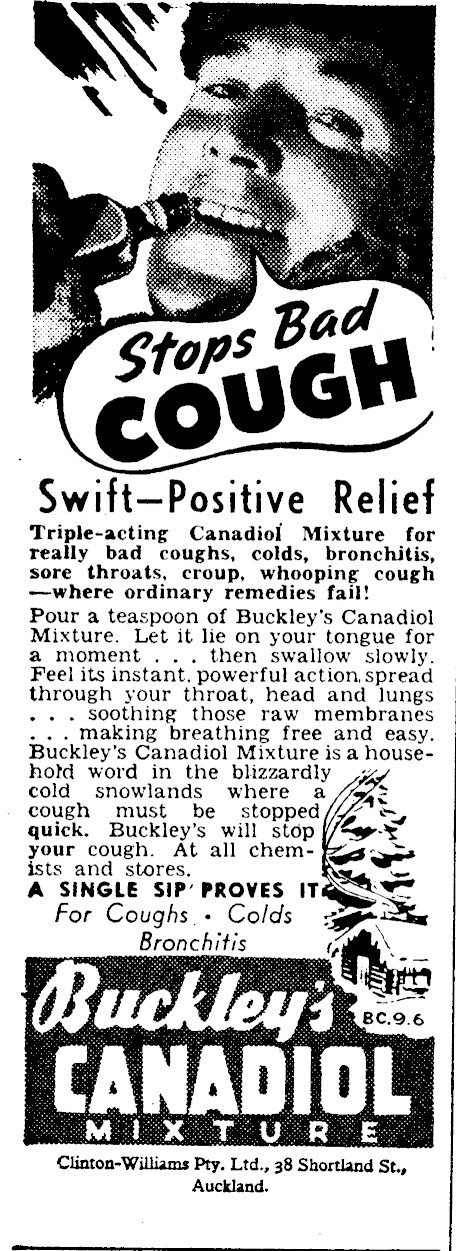 Stops Bad
COUGH
Swift—Positive Relief
Triple-acting Canadiol Mixture for
really bad coughs, colds, bronchitis,
sore throats, croup, whooping cough
—where ordinary remedies fail!
Pour a teaspoon of Buckley's Canadiol
Mixture. Let it lie on your tongue for
a moment . . . then swallow slowly.
Feel its instant, powerful action spread
through your throat, head and lungs
. . . soothing those raw membranes
. . . making breathing free and easy.
Buckley's Canadiol Mixture is a house-
hold word in the blizzardly
cold snowlands where a
cough must be stopped
quick. Buckley's will stop
your cough. At all chem-
ists and stores.
A SINGLE SIP PROVES IT
For Coughs · Colds
Bronchitis
Buckley's
BC.9.6
CANADIOL
MIXTURE
Clinton-Williams Pty. Ltd., 38 Shortland St.,
Auckland.